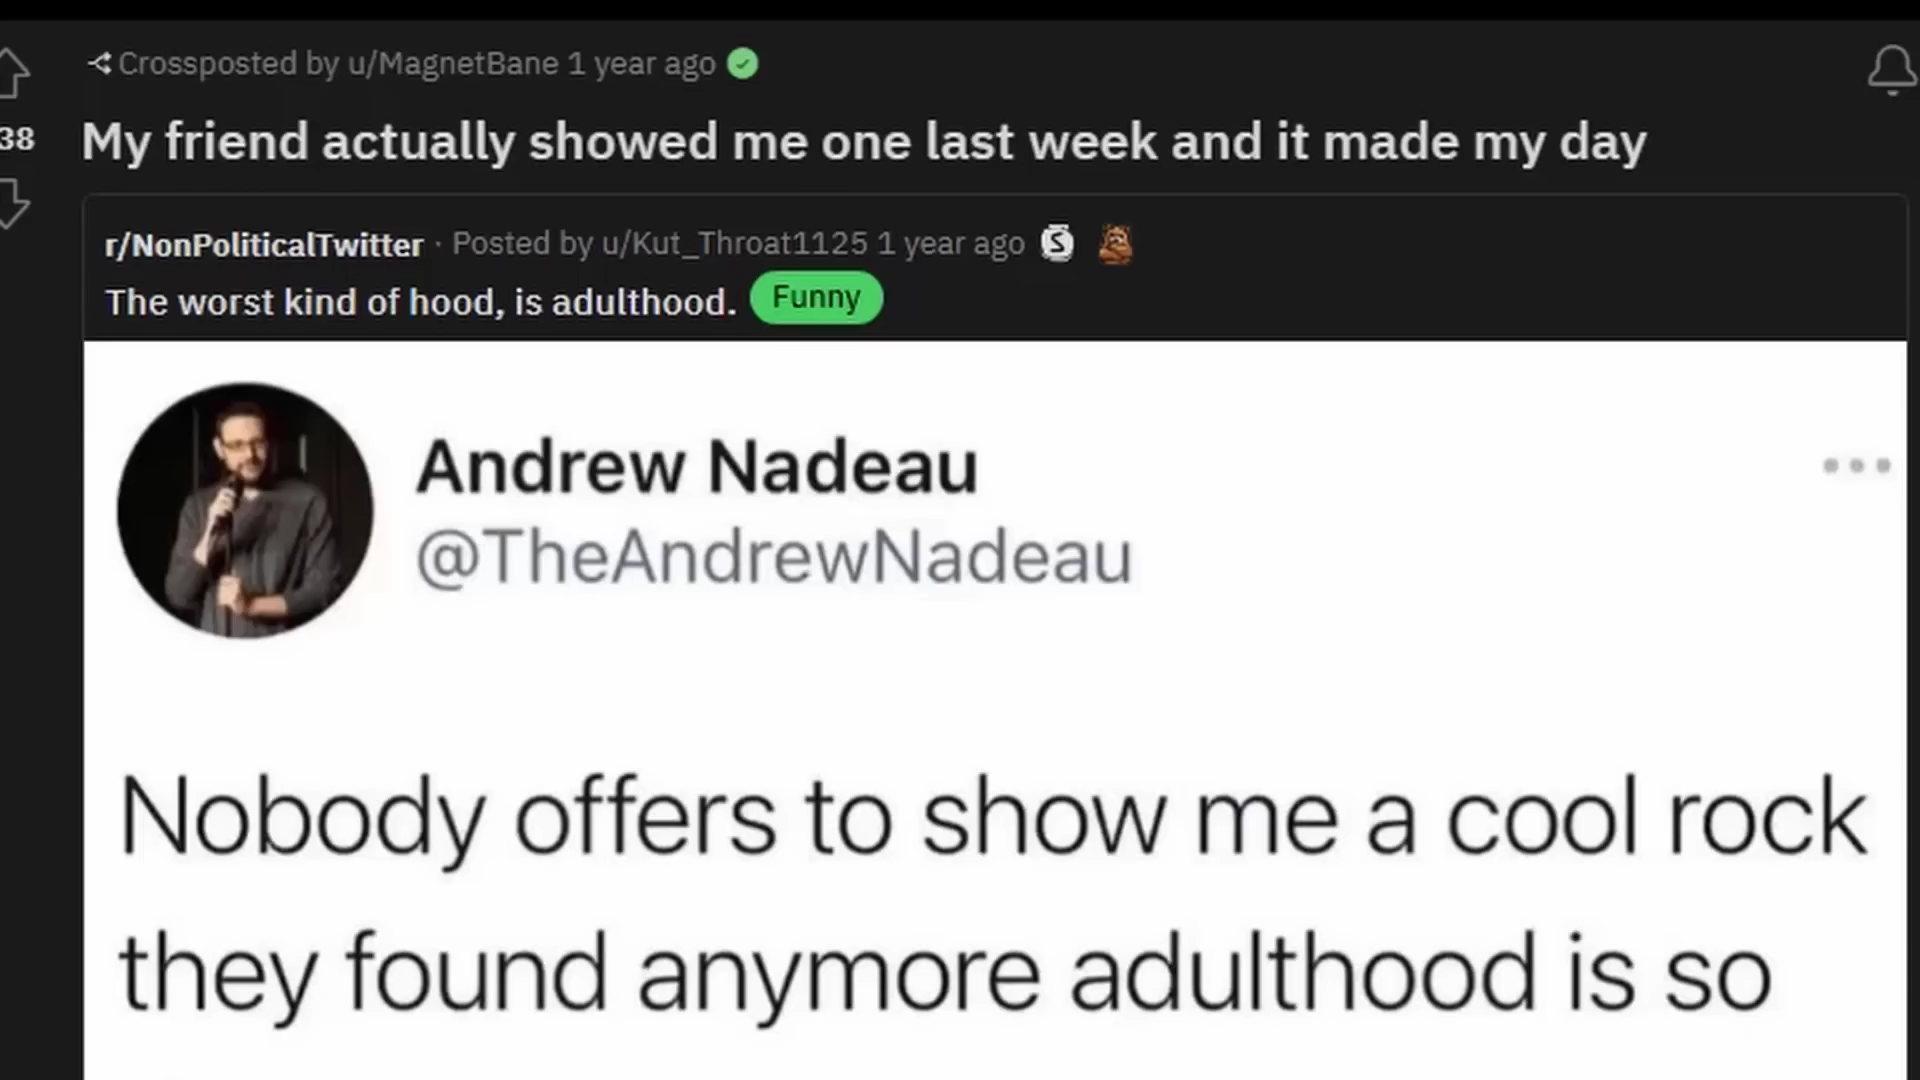 Crossposted by u/MagnetBane 1 year ago
38
My friend actually showed me one last week and it made my day
r/NonPoliticalTwitter · Posted by u/Kut_Throat1125 1 year ago
The worst kind of hood, is adulthood. Funny
Andrew Nadeau
@TheAndrewNadeau
Nobody offers to show me a cool rock
they found anymore adulthood is so